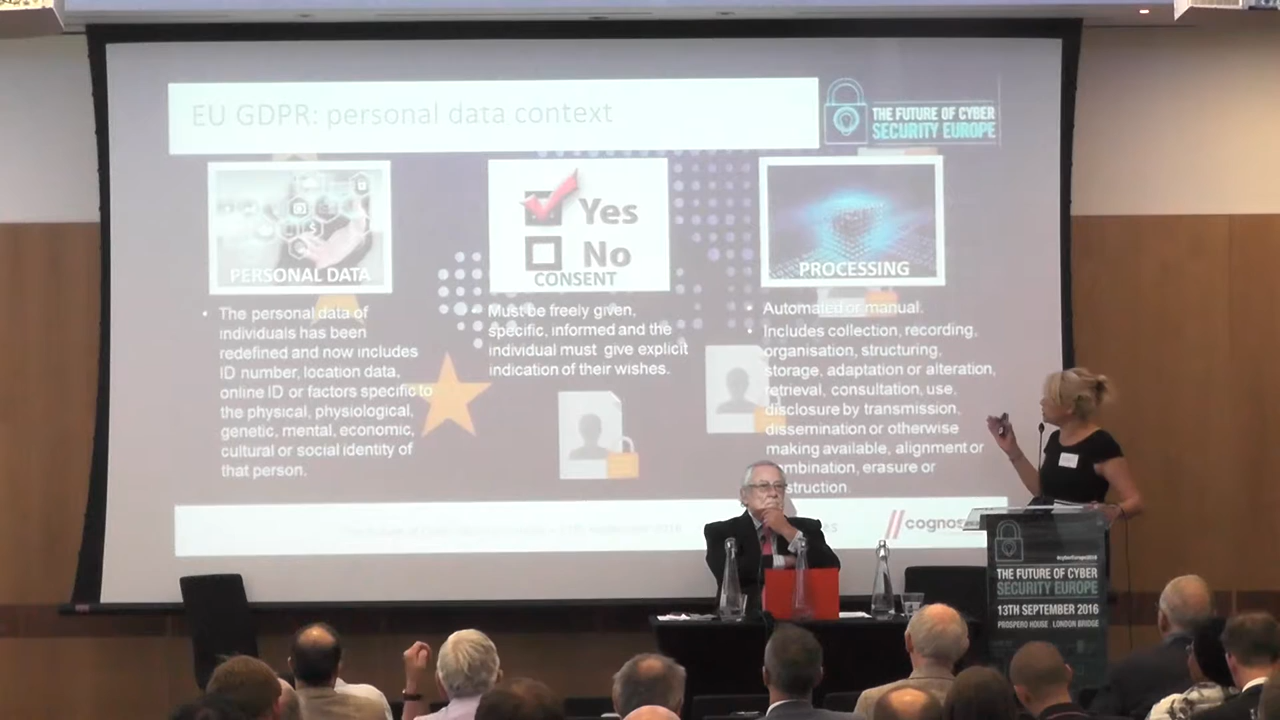 EU GDPR: personal data context
THE FUTURE OF CYBER
SECURITY EUROPE
PERSONAL DATA
• The personal data of
individuals has been
redefined and now includes
ID number, location data,
online ID or factors specific to
the physical, physiological,
genetic, mental, economic,
cultural or social identity of
that person.
Yes
No
CONSENT
• Must be freely given,
specific, informed and the
individual must give explicit
indication of their wishes.
PROCESSING
• Automated or manual.
• Includes collection, recording,
organisation, structuring,
storage, adaptation or alteration,
retrieval, consultation, use,
disclosure by transmission,
dissemination or otherwise
making available, alignment or
combination, erasure or
struction.
cognos
THE FUTURE OF CYBER
SECURITY EUROPE
13TH SEPTEMBER 2016
PROSPERO HOUSE LONDON BRIDGE